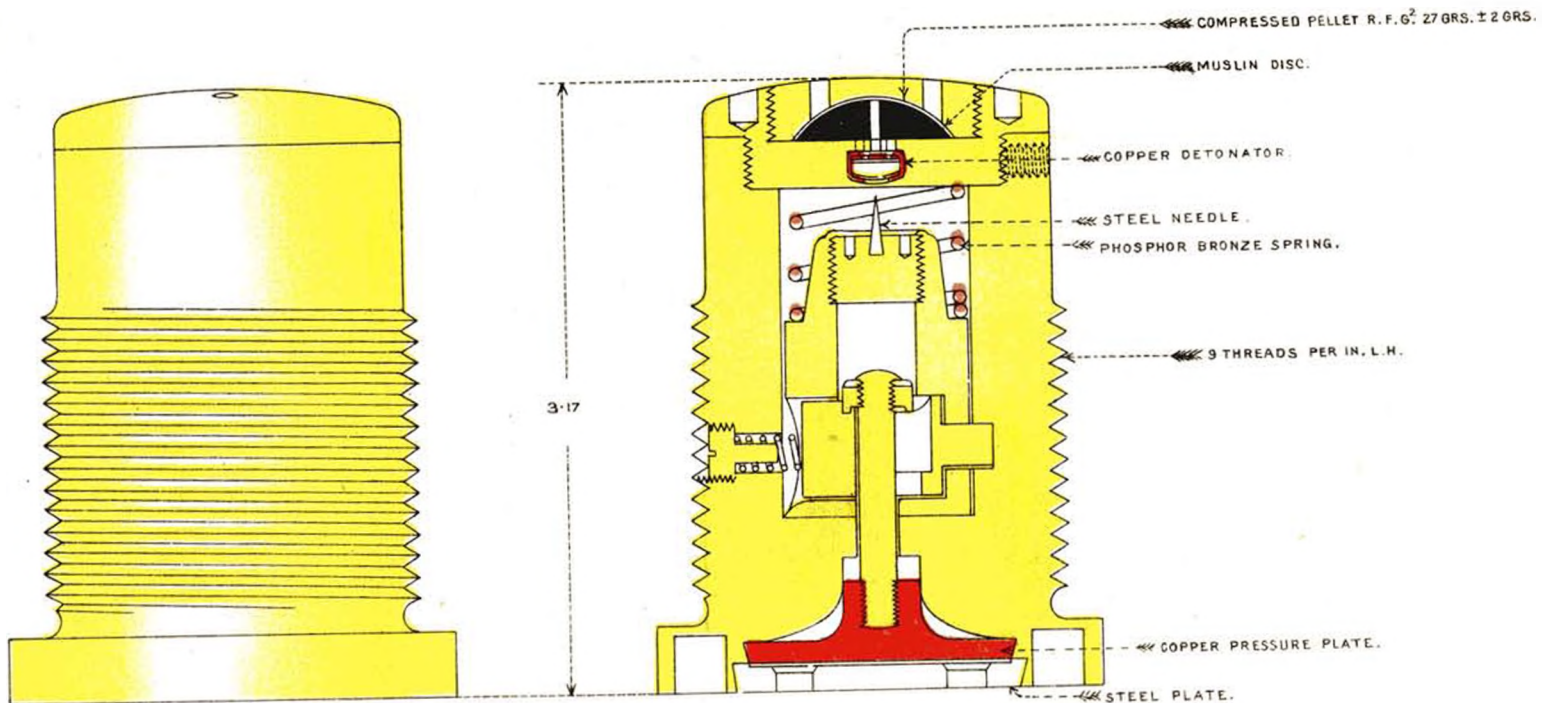 COMPRESSED PELLET R.F.G². 27 GRS. ± 2 GRS.
MUSLIN DISC.
COPPER DETONATOR.
STEEL NEEDLE.
PHOSPHOR BRONZE SPRING.
9 THREADS PER IN. L.H.
3·17
COPPER PRESSURE PLATE.
STEEL PLATE.